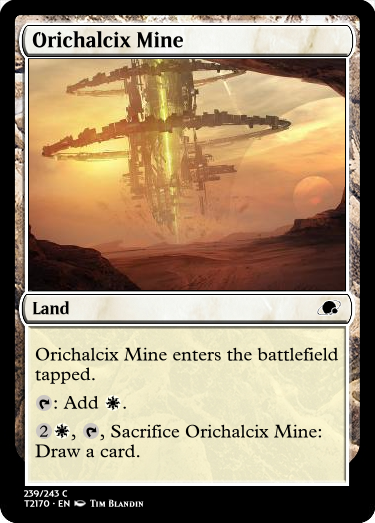 Orichalcix Mine
Land
Orichalcix Mine enters the battlefield
tapped.
: Add .
2 , , Sacrifice Orichalcix Mine:
Draw a card.
239/243 C
T2170 · EN Tim Blandin